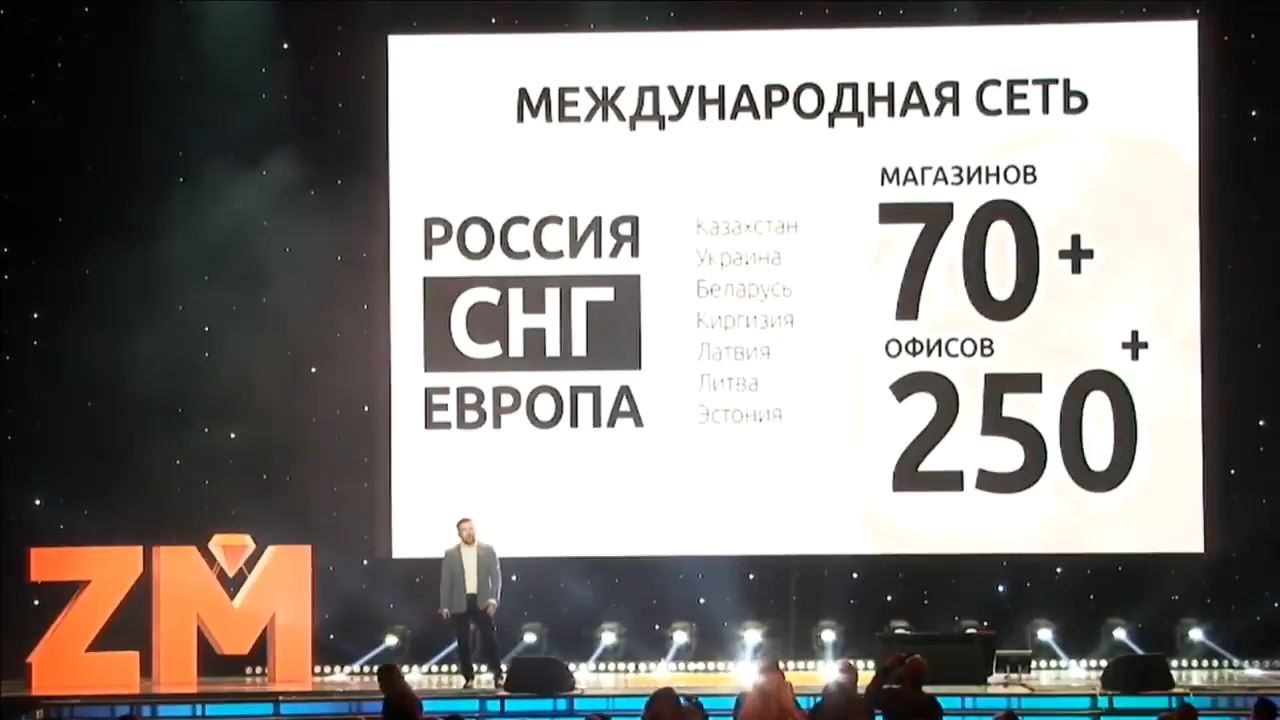 МЕЖДУНАРОДНАЯ СЕТЬ
РОССИЯ
СНГ
ЕВРОПА
Казахстан
Украина
Беларусь
Киргизия
Латвия
Литва
Эстония
МАГАЗИНОВ
70+
ОФИСОВ
250+
ZM